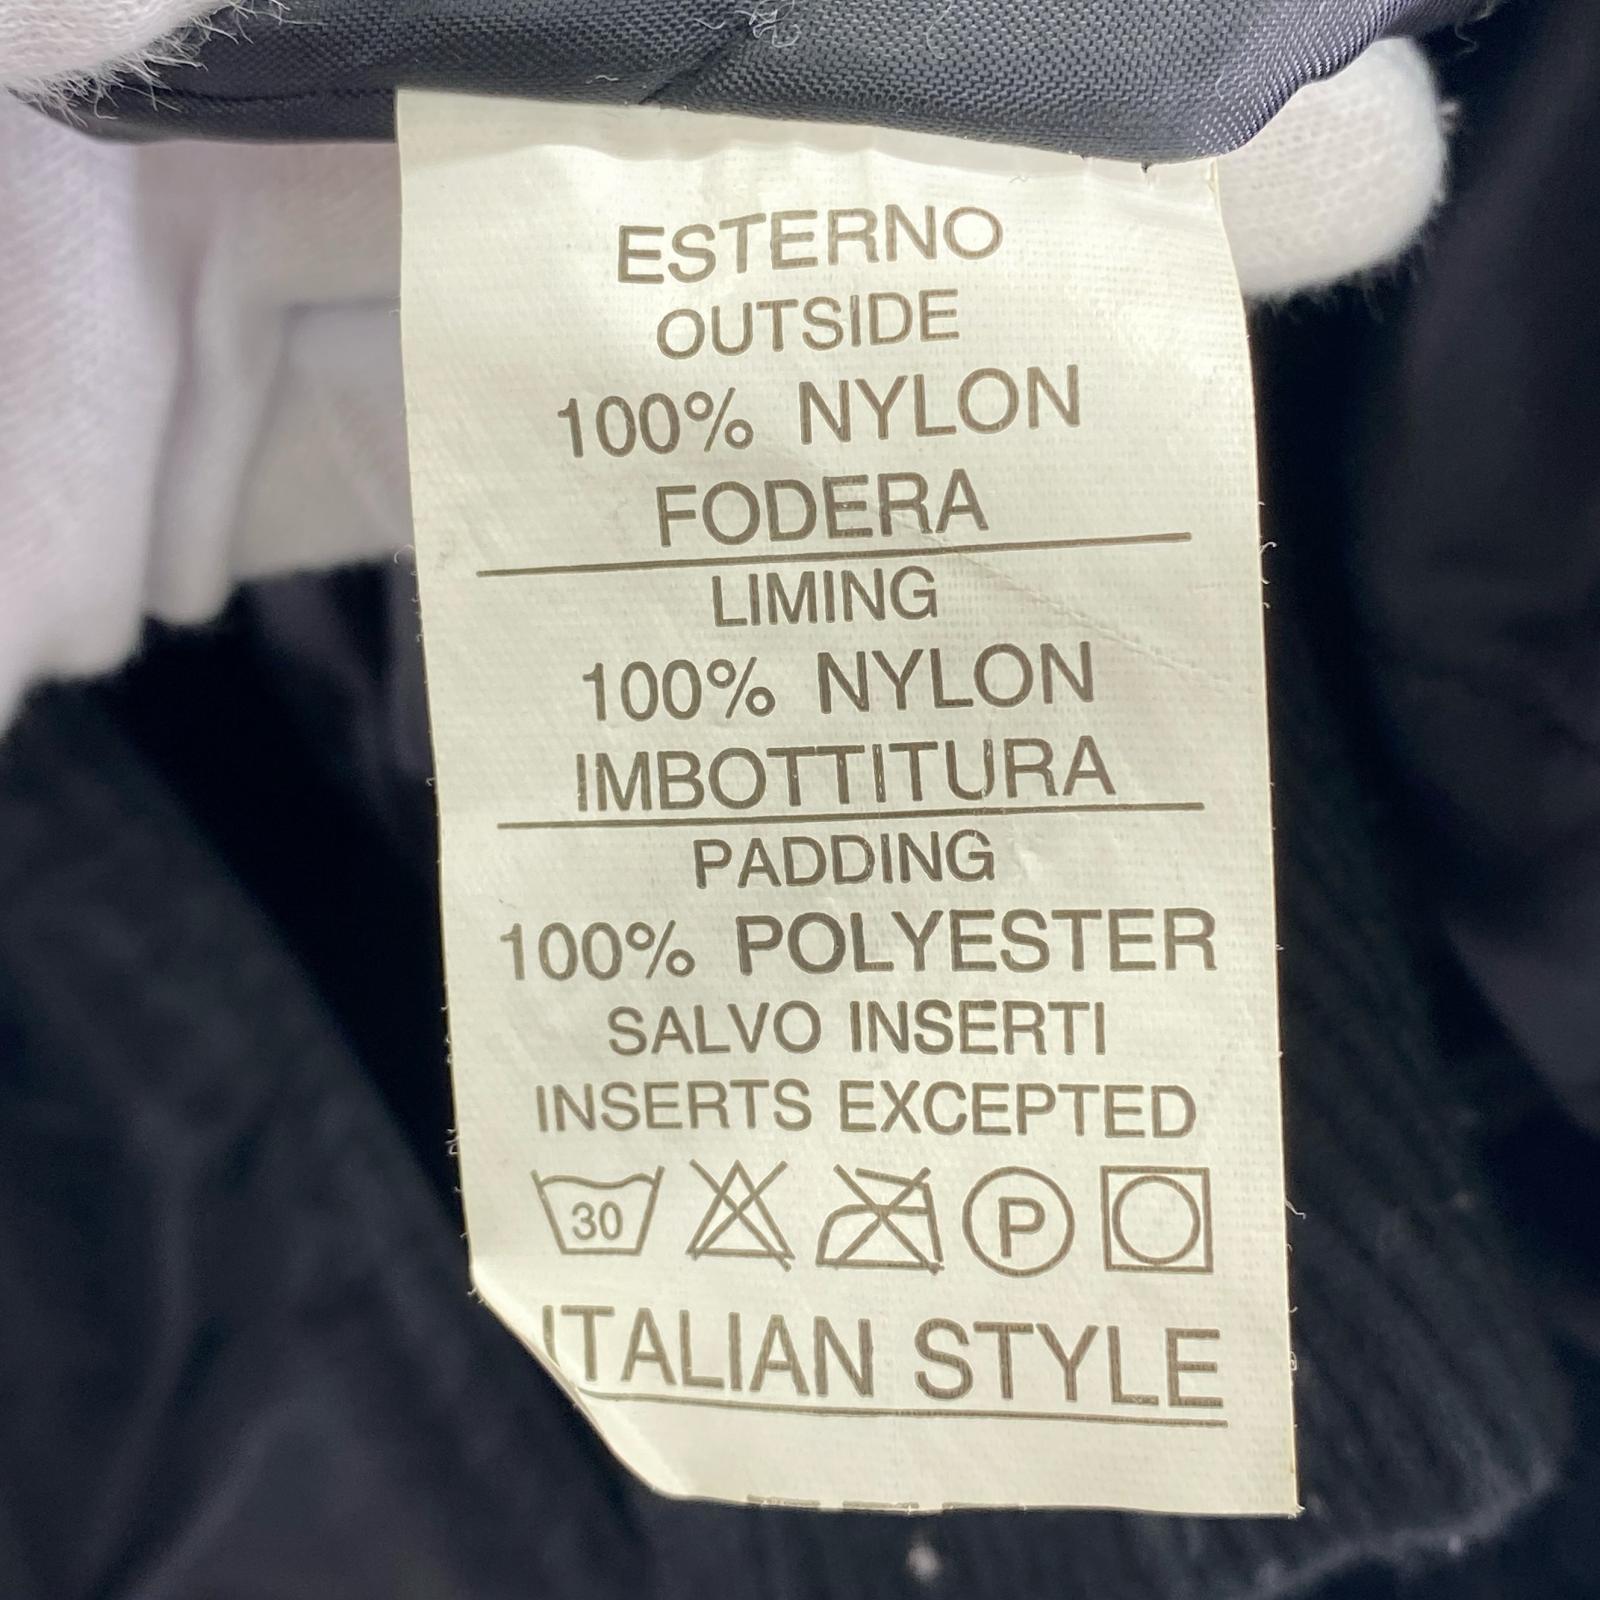 ESTERNO
OUTSIDE
100% NYLON
FODERA
LIMING
100% NYLON
IMBOTTITURA
PADDING
100% POLYESTER
SALVO INSERTI
INSERTS EXCEPTED
30 P
ITALIAN STYLE